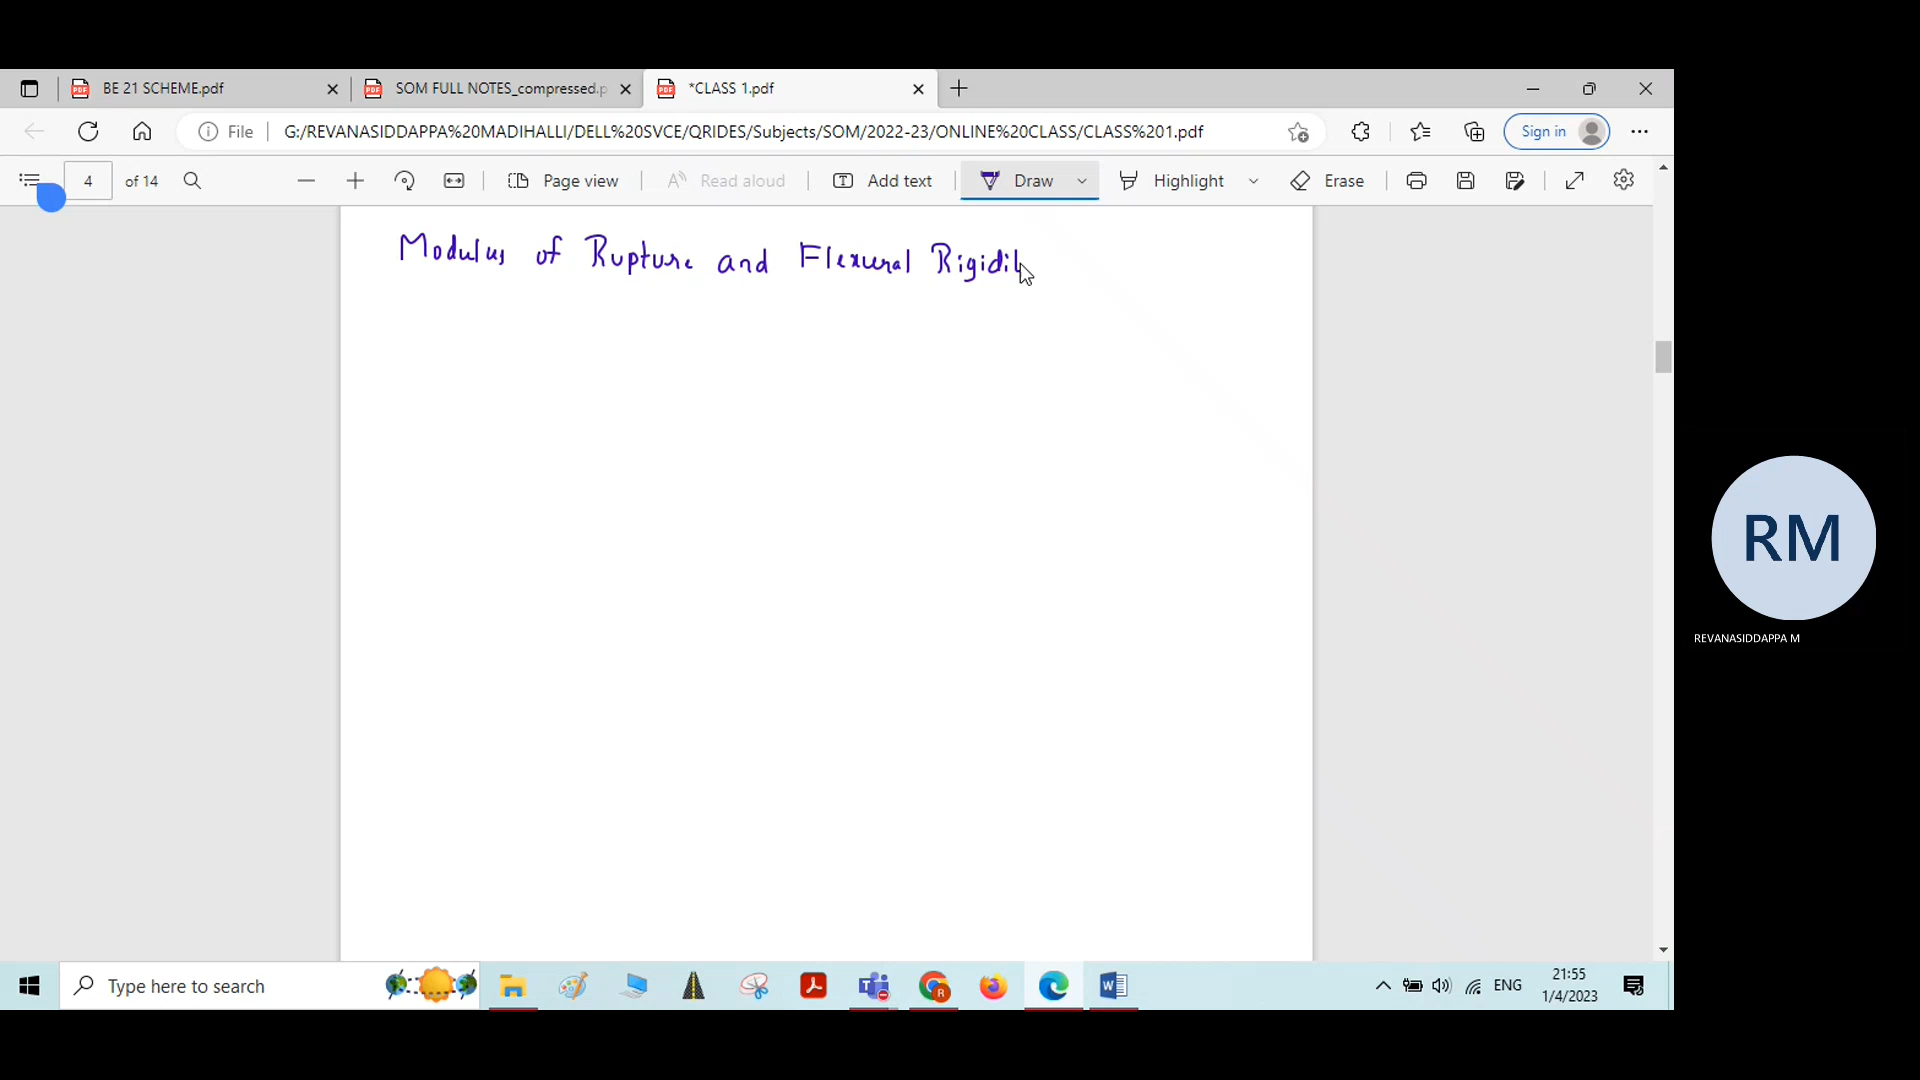 BE 21 SCHEME.pdf
SOM FULL NOTES_compressed.p
*CLASS 1.pdf
File
G:/REVANASIDDAPPA%20MADIHALLI/DELL%20SVCE/QRIDES/Subjects/SOM/2022-23/ONLINE%20CLASS/CLASS%201.pdf
Sign in
4 of 14
Page view
Read aloud
Add text
Draw
Highlight
Erase
Modulus of Rupture and Flexural Rigidit
RM
REVANASIDDAPPA M
Type here to search
ENG
21:55
1/4/2023